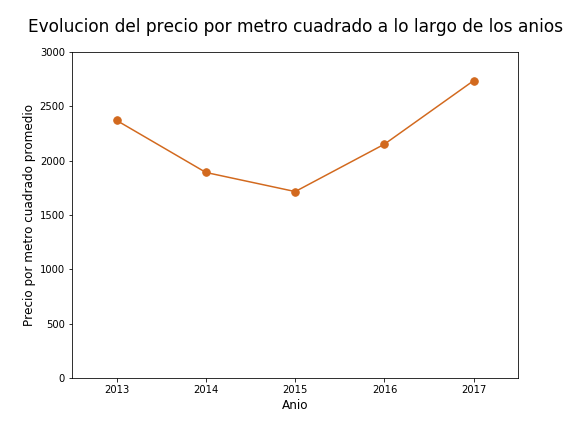 Evolucion del precio por metro cuadrado a lo largo de los anios
3000
2500
2000
1500
1000
500
0
Precio por metro cuadrado promedio
2013 2014 2015 2016 2017
Anio